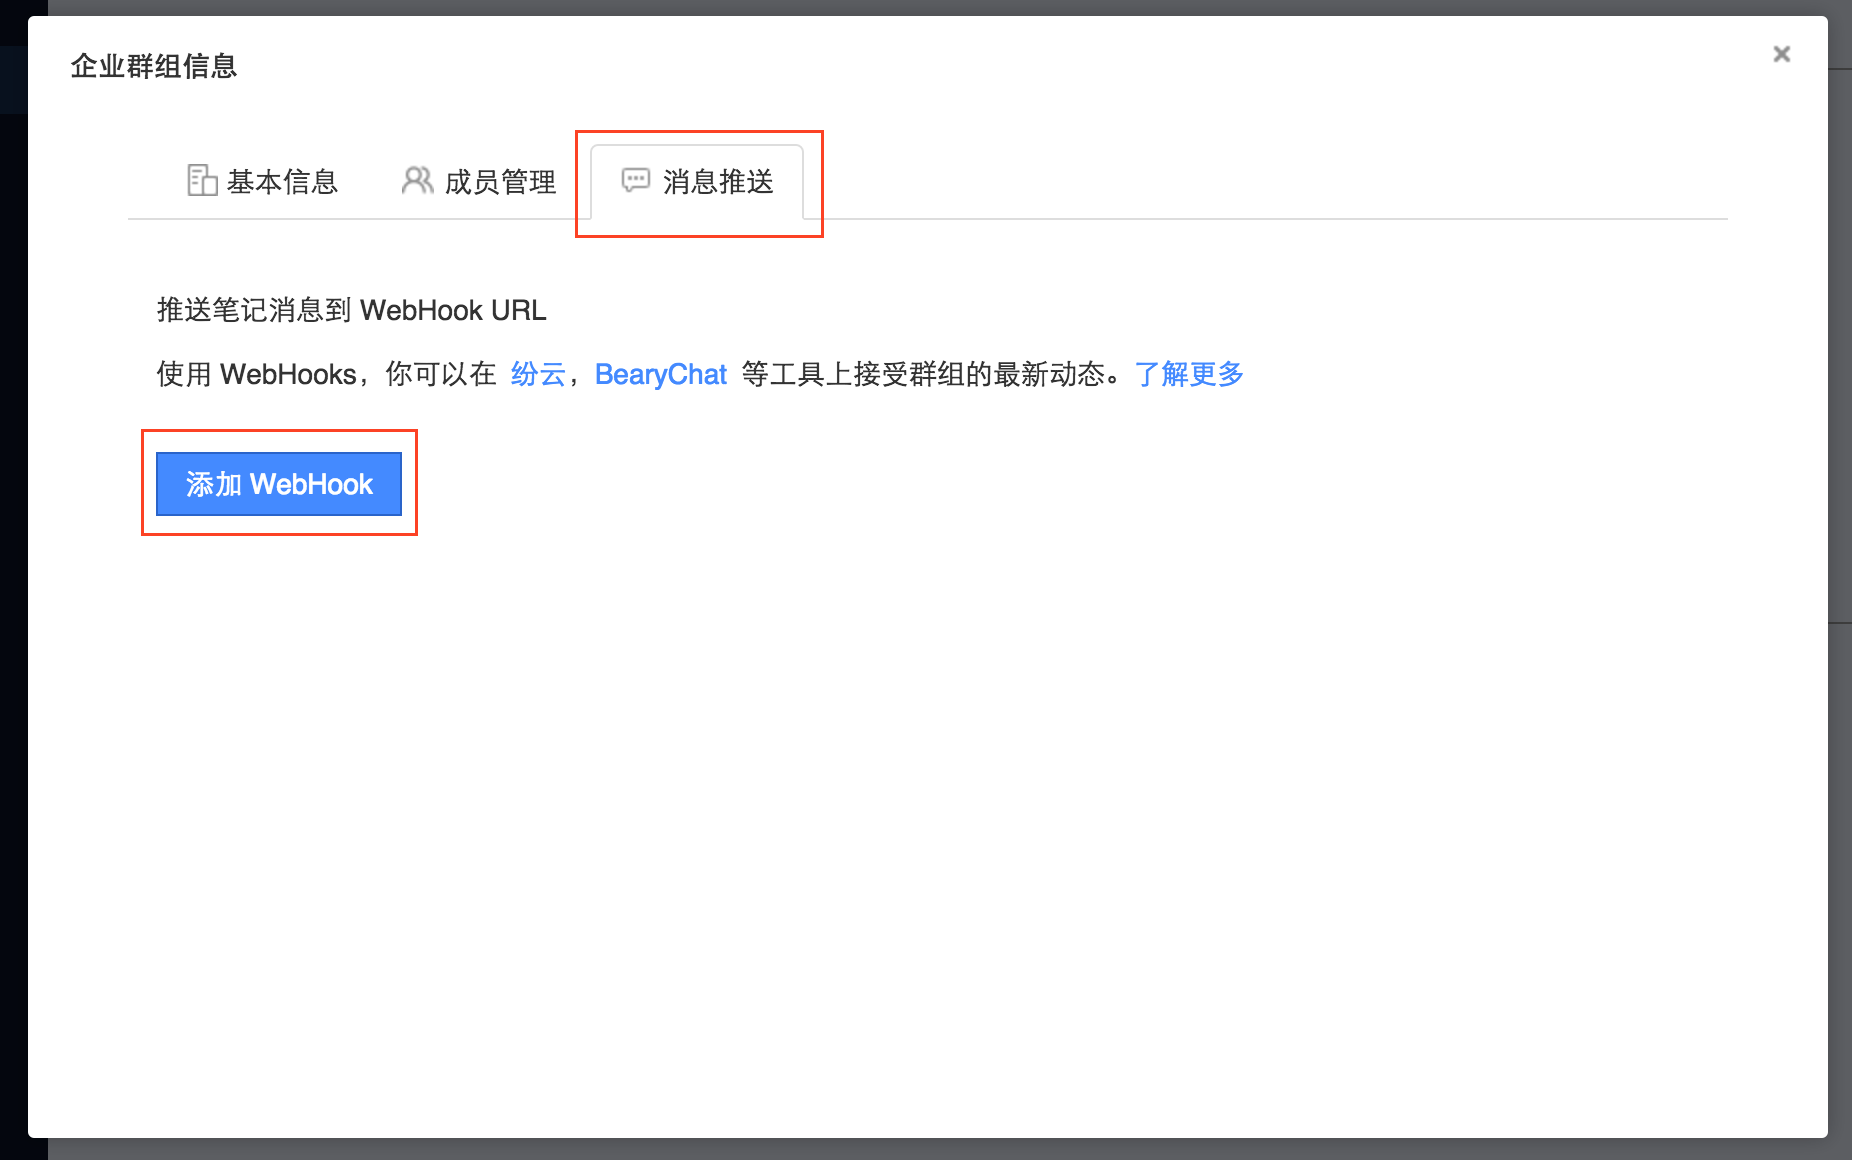 企业群组信息
基本信息 成员管理 消息推送
推送笔记消息到 WebHook URL
使用 WebHooks，你可以在 纷云，BearyChat 等工具上接受群组的最新动态。了解更多
添加 WebHook